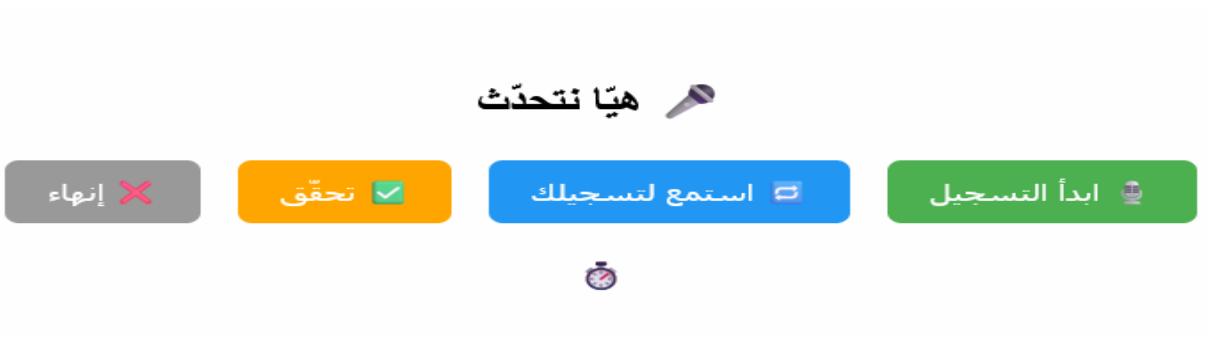 هيّا نتحدّث
ابدأ التسجيل
استمع لتسجيلك
تحقّق
إنهاء